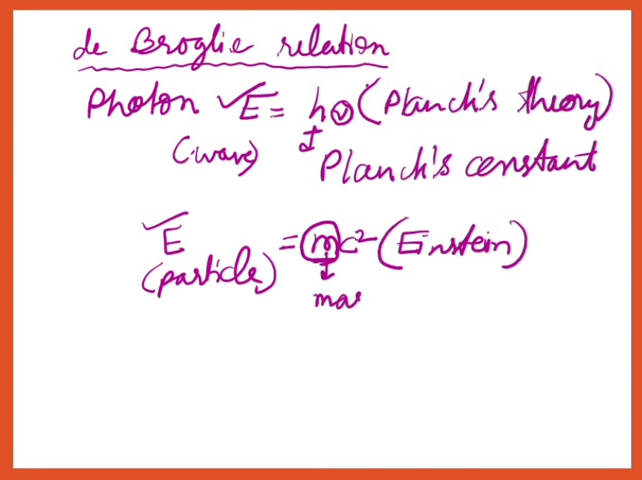 de Broglie relation
Photon ✓E = hν (Planck's theory)
(wave) Planck's constant
✓E = mc² (Einstein)
(particle)
mas